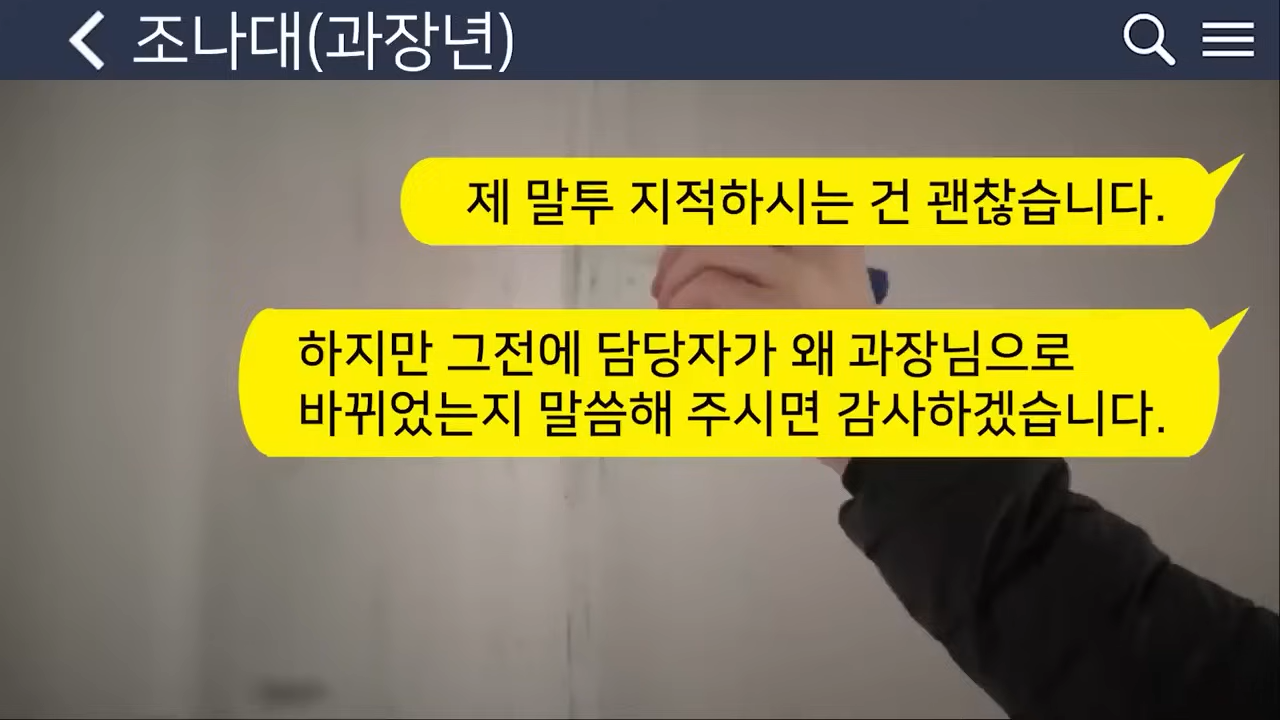 조나대(과장년)
제 말투 지적하시는 건 괜찮습니다.
하지만 그전에 담당자가 왜 과장님으로
바뀌었는지 말씀해 주시면 감사하겠습니다.